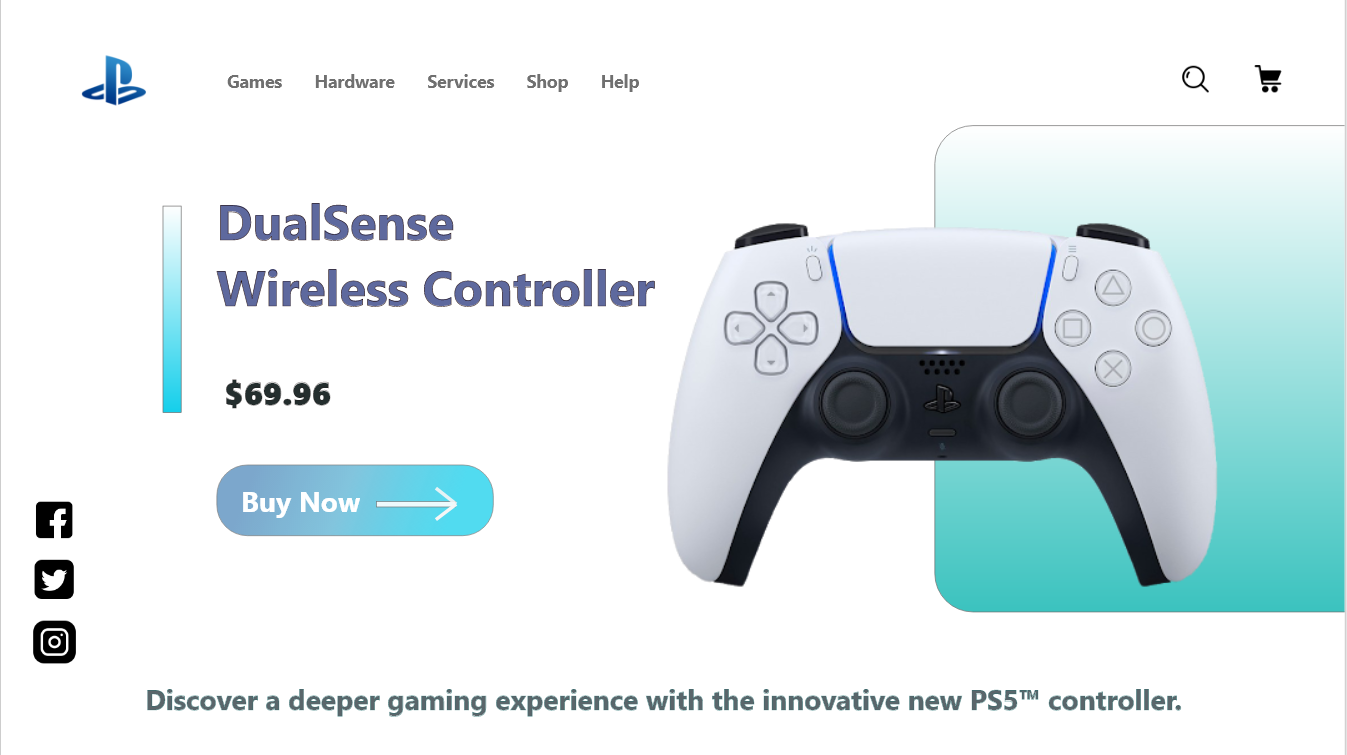 Games Hardware Services Shop Help
DualSense
Wireless Controller
$69.96
Buy Now
Discover a deeper gaming experience with the innovative new PS5™ controller.